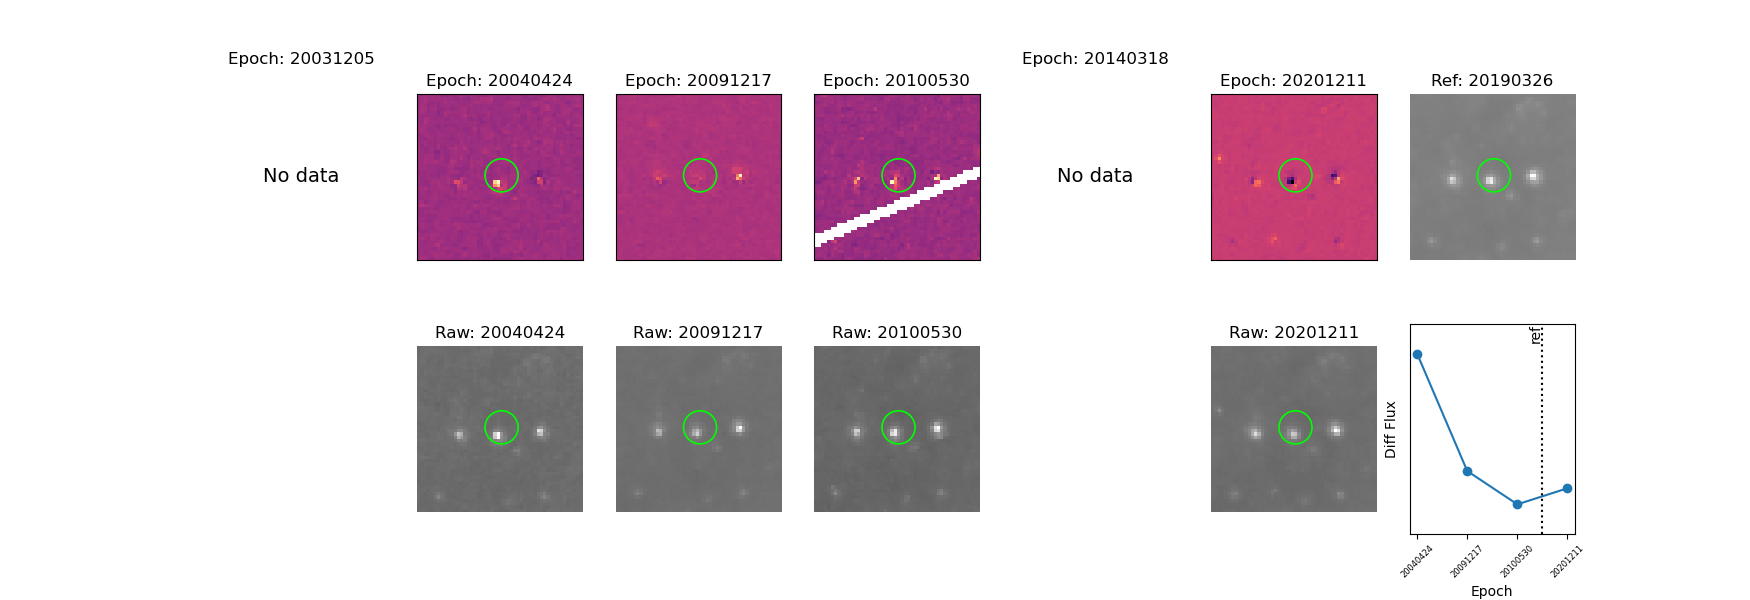 Epoch: 20031205
Epoch: 20140318
Epoch: 20040424
Epoch: 20091217
Epoch: 20100530
Epoch: 20201211
Ref: 20190326
No data
No data
Raw: 20040424
Raw: 20091217
Raw: 20100530
Raw: 20201211
ref
Diff Flux
20040424
20091217
20100530
20201211
Epoch